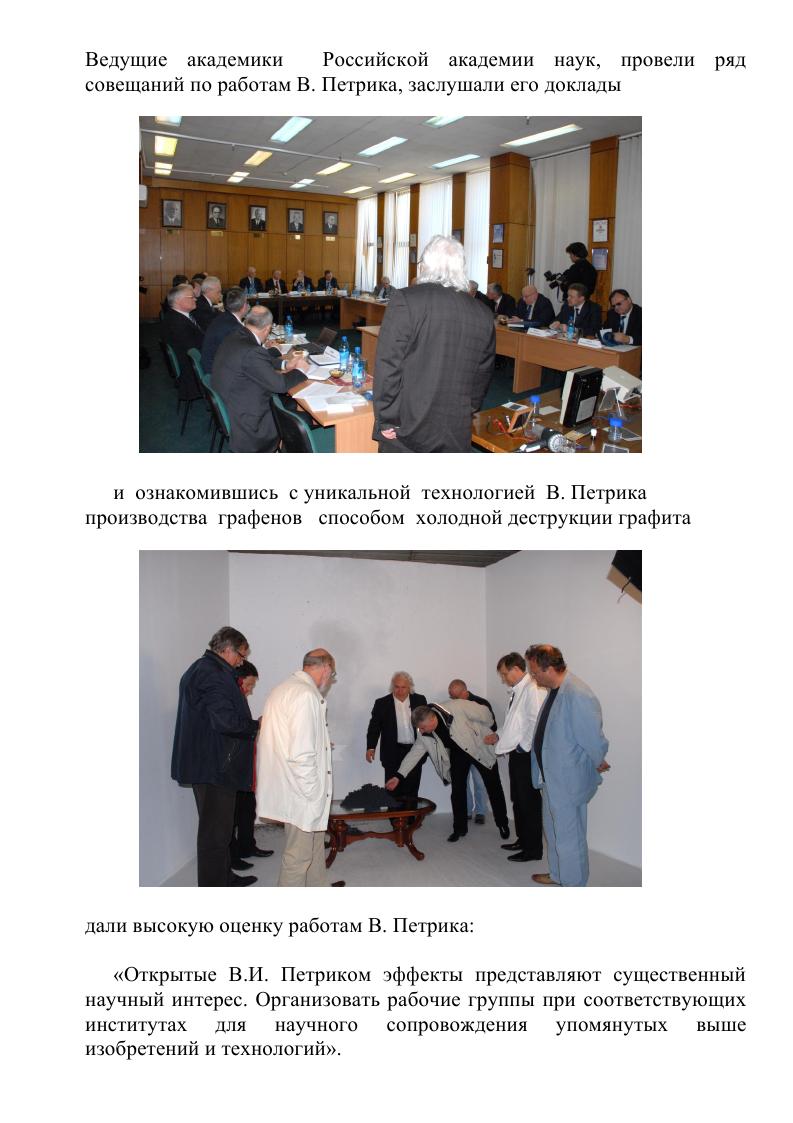 Ведущие академики Российской академии наук, провели ряд
совещаний по работам В. Петрика, заслушали его доклады
и ознакомившись с уникальной технологией В. Петрика
производства графенов способом холодной деструкции графита
дали высокую оценку работам В. Петрика:
«Открытые В.И. Петриком эффекты представляют существенный
научный интерес. Организовать рабочие группы при соответствующих
институтах для научного сопровождения упомянутых выше
изобретений и технологий».